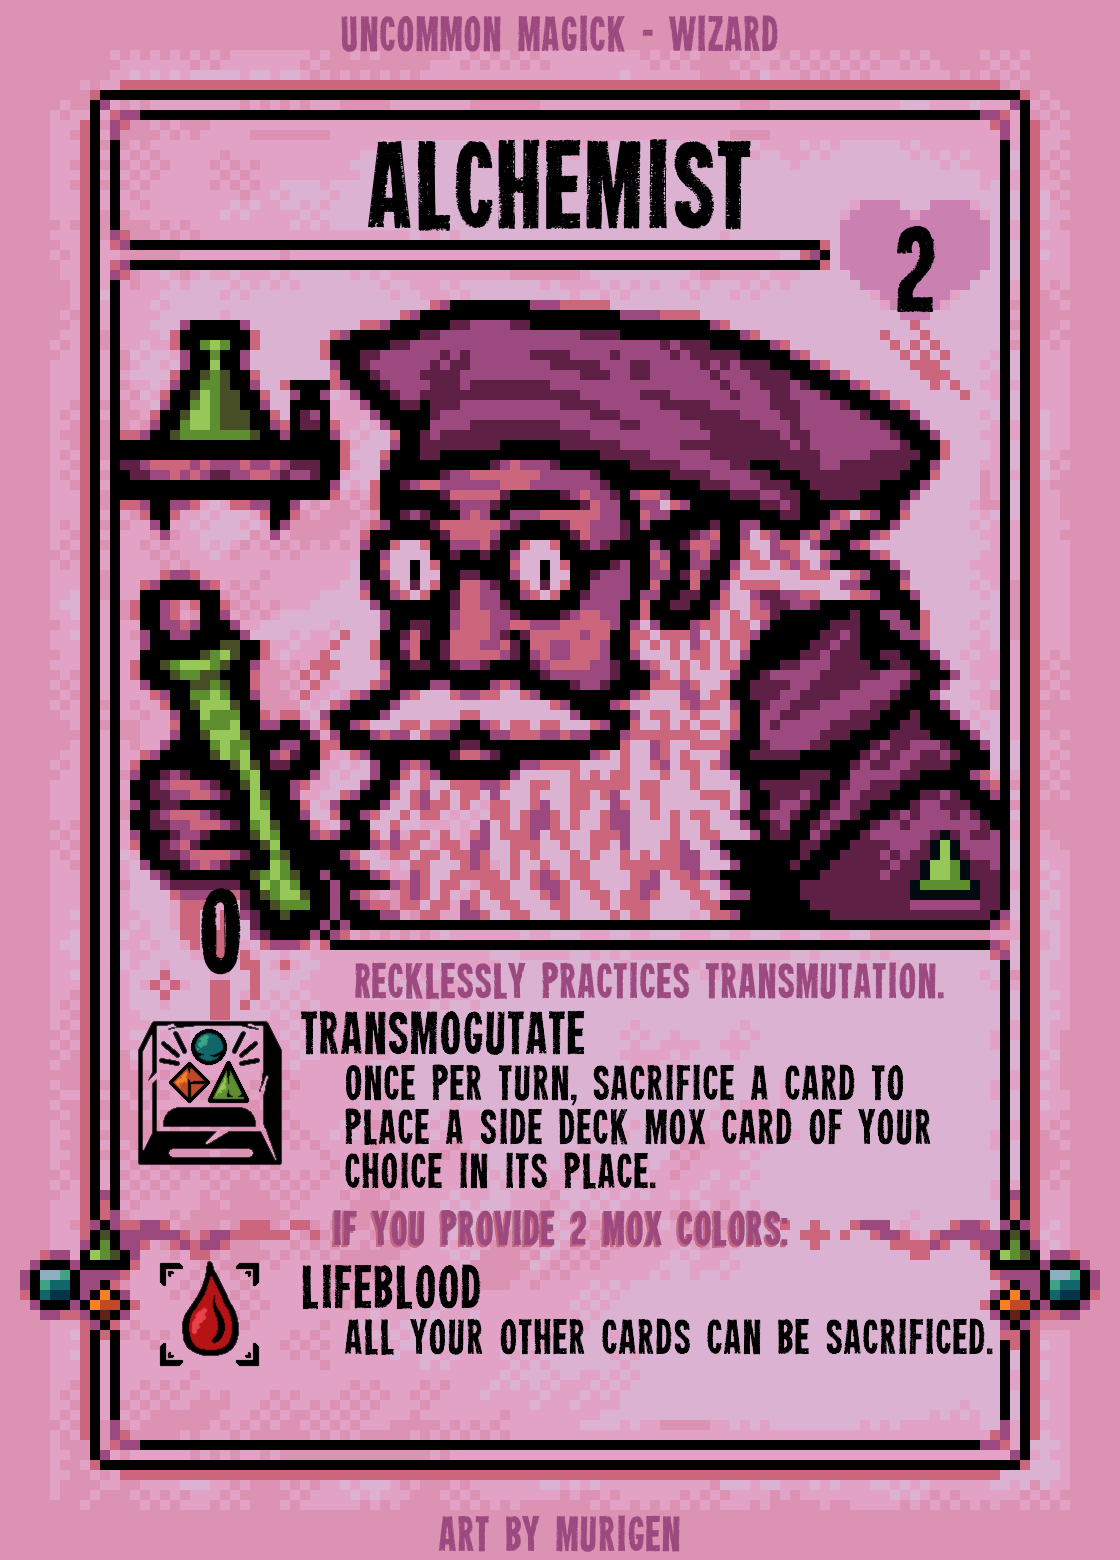 UNCOMMON MAGICK - WIZARD
ALCHEMIST
2
0
RECKLESSLY PRACTICES TRANSMUTATION.
TRANSMOGUTATE
ONCE PER TURN, SACRIFICE A CARD TO
PLACE A SIDE DECK MOX CARD OF YOUR
CHOICE IN ITS PLACE.
IF YOU PROVIDE 2 MOX COLORS:
LIFEBLOOD
ALL YOUR OTHER CARDS CAN BE SACRIFICED.
ART BY MURIGEN